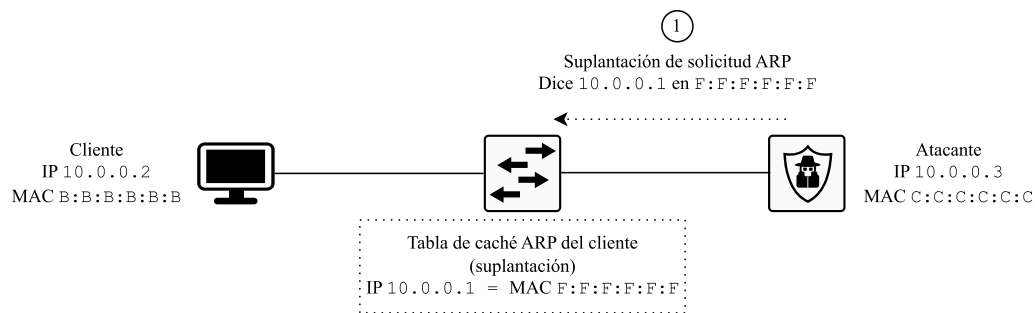 1
Suplantación de solicitud ARP
Dice 10.0.0.1 en F:F:F:F:F:F
Cliente
IP 10.0.0.2
MAC B:B:B:B:B:B
Atacante
IP 10.0.0.3
MAC C:C:C:C:C:C
Tabla de caché ARP del cliente
(suplantación)
IP 10.0.0.1 = MAC F:F:F:F:F:F